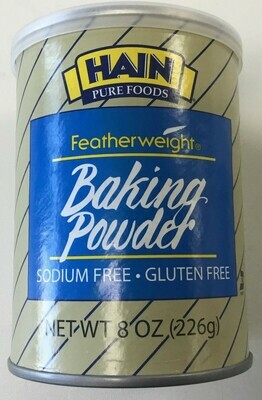 HAIN
PURE FOODS
Featherweight®
Baking
Powder
SODIUM FREE • GLUTEN FREE
NET WT 8 OZ (226g)